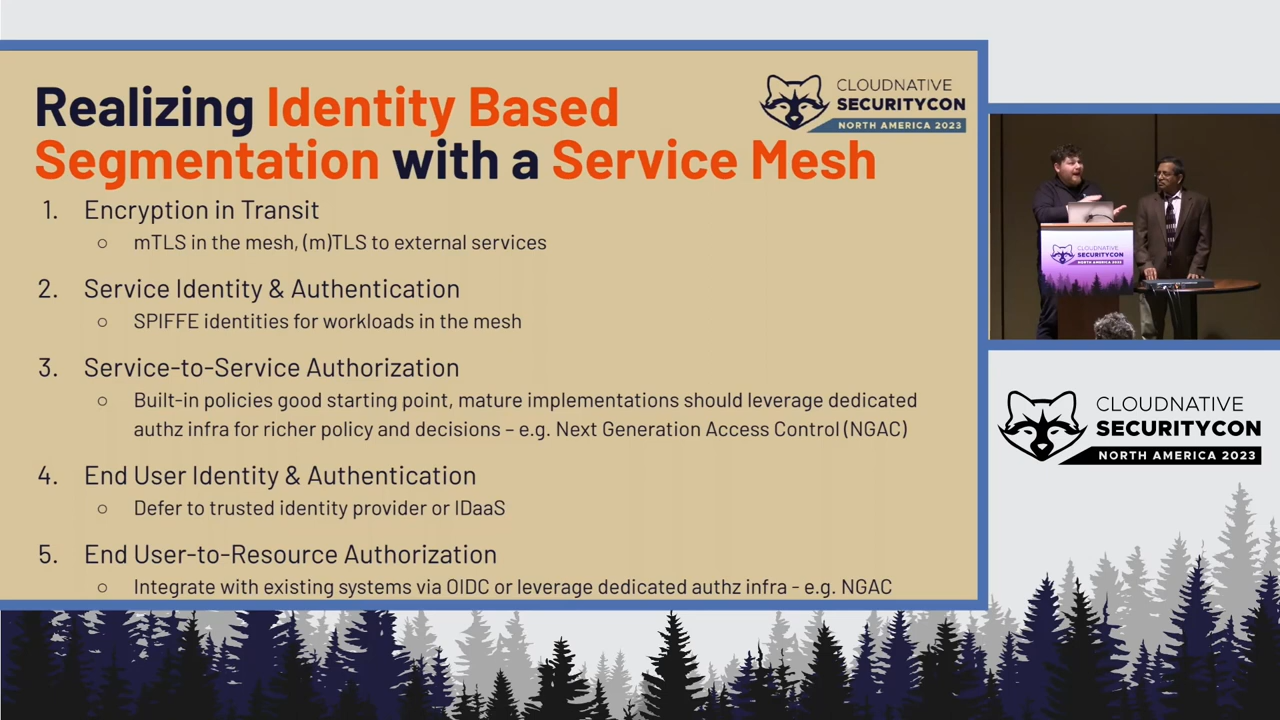 Realizing Identity Based
Segmentation with a Service Mesh
CLOUDNATIVE
SECURITYCON
NORTH AMERICA 2023
1. Encryption in Transit
○ mTLS in the mesh, (m)TLS to external services
2. Service Identity & Authentication
○ SPIFFE identities for workloads in the mesh
3. Service-to-Service Authorization
○ Built-in policies good starting point, mature implementations should leverage dedicated
authz infra for richer policy and decisions – e.g. Next Generation Access Control (NGAC)
4. End User Identity & Authentication
○ Defer to trusted identity provider or IDaaS
5. End User-to-Resource Authorization
○ Integrate with existing systems via OIDC or leverage dedicated authz infra - e.g. NGAC
CLOUDNATIVE
SECURITYCON
NORTH AMERICA 2023
CLOUDNATIVE
SECURITYCON
NORTH AMERICA 2023